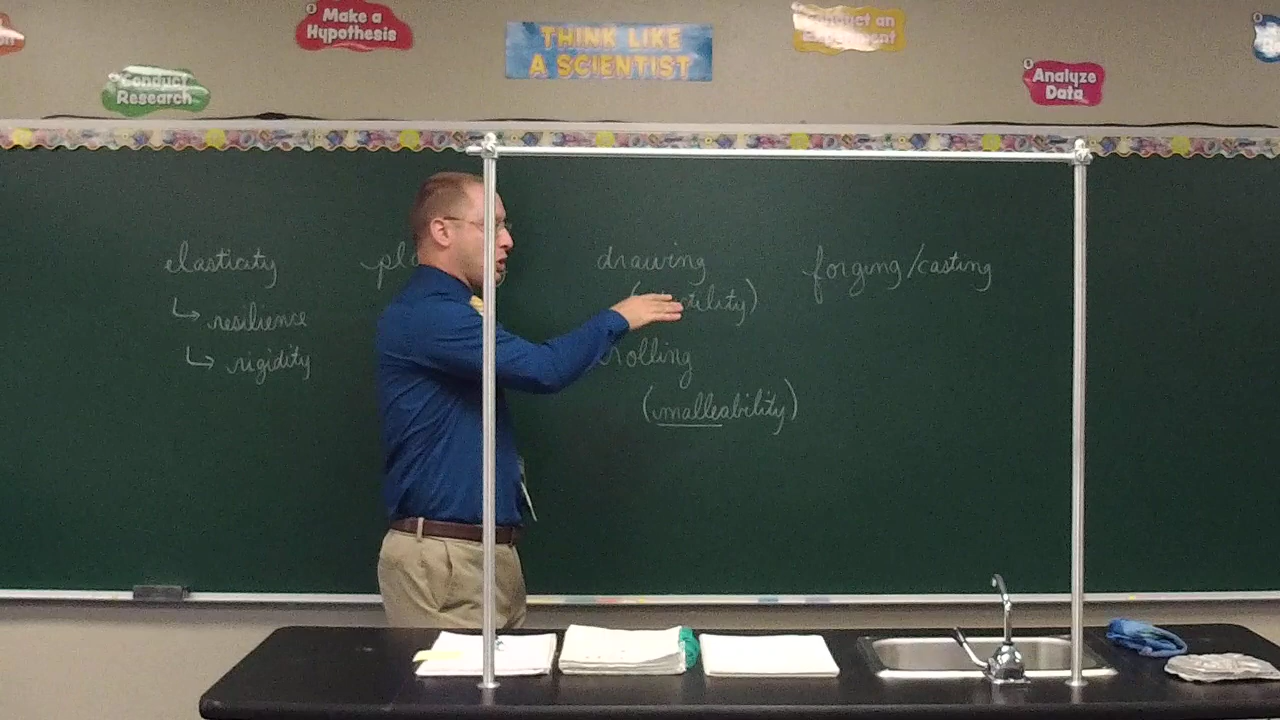 Make a
Hypothesis
THINK LIKE
A SCIENTIST
Conduct an
Experiment
Conduct
Research
Analyze
Data
elasticity
resilience
rigidity
drawing
rolling
(malleability)
forging/casting